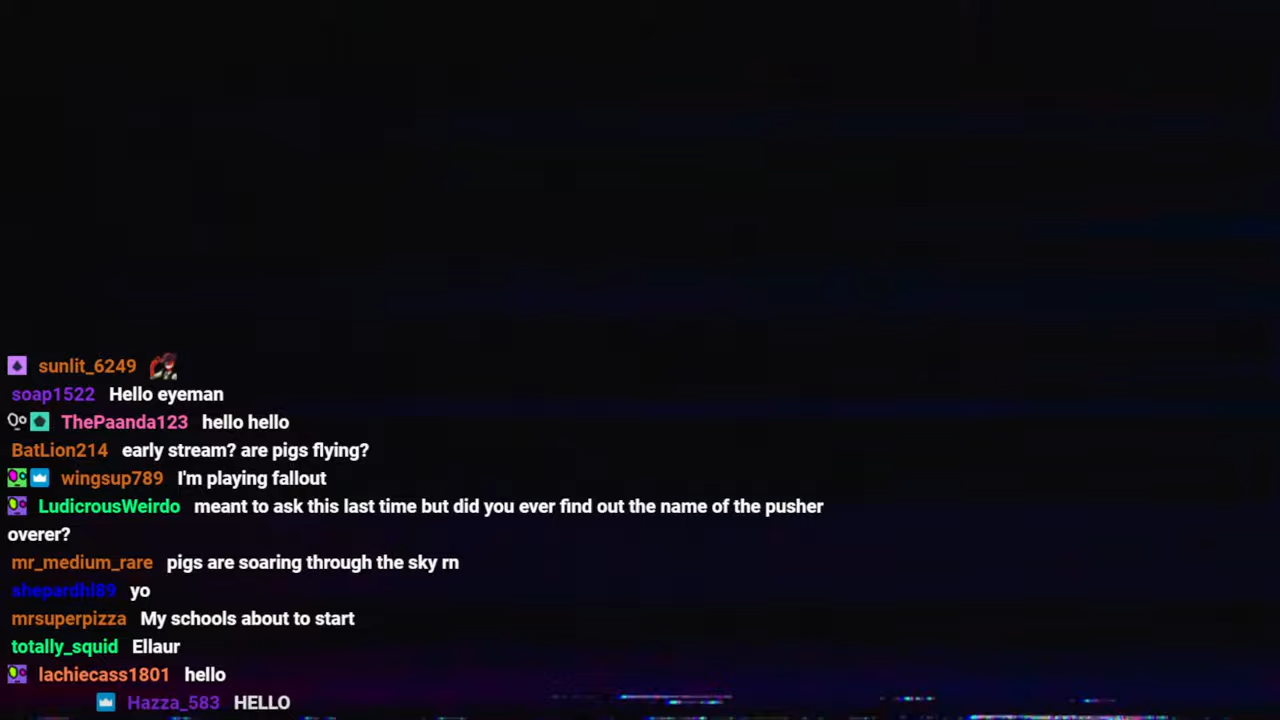 sunlit_6249
soap1522 Hello eyeman
ThePaanda123 hello hello
BatLion214 early stream? are pigs flying?
wingsup789 I'm playing fallout
LudicrousWeirdo meant to ask this last time but did you ever find out the name of the pusher
overer?
mr_medium_rare pigs are soaring through the sky rn
shepardhl89 yo
mrsuperpizza My schools about to start
totally_squid Ellaur
lachiecass1801 hello
Hazza_583 HELLO